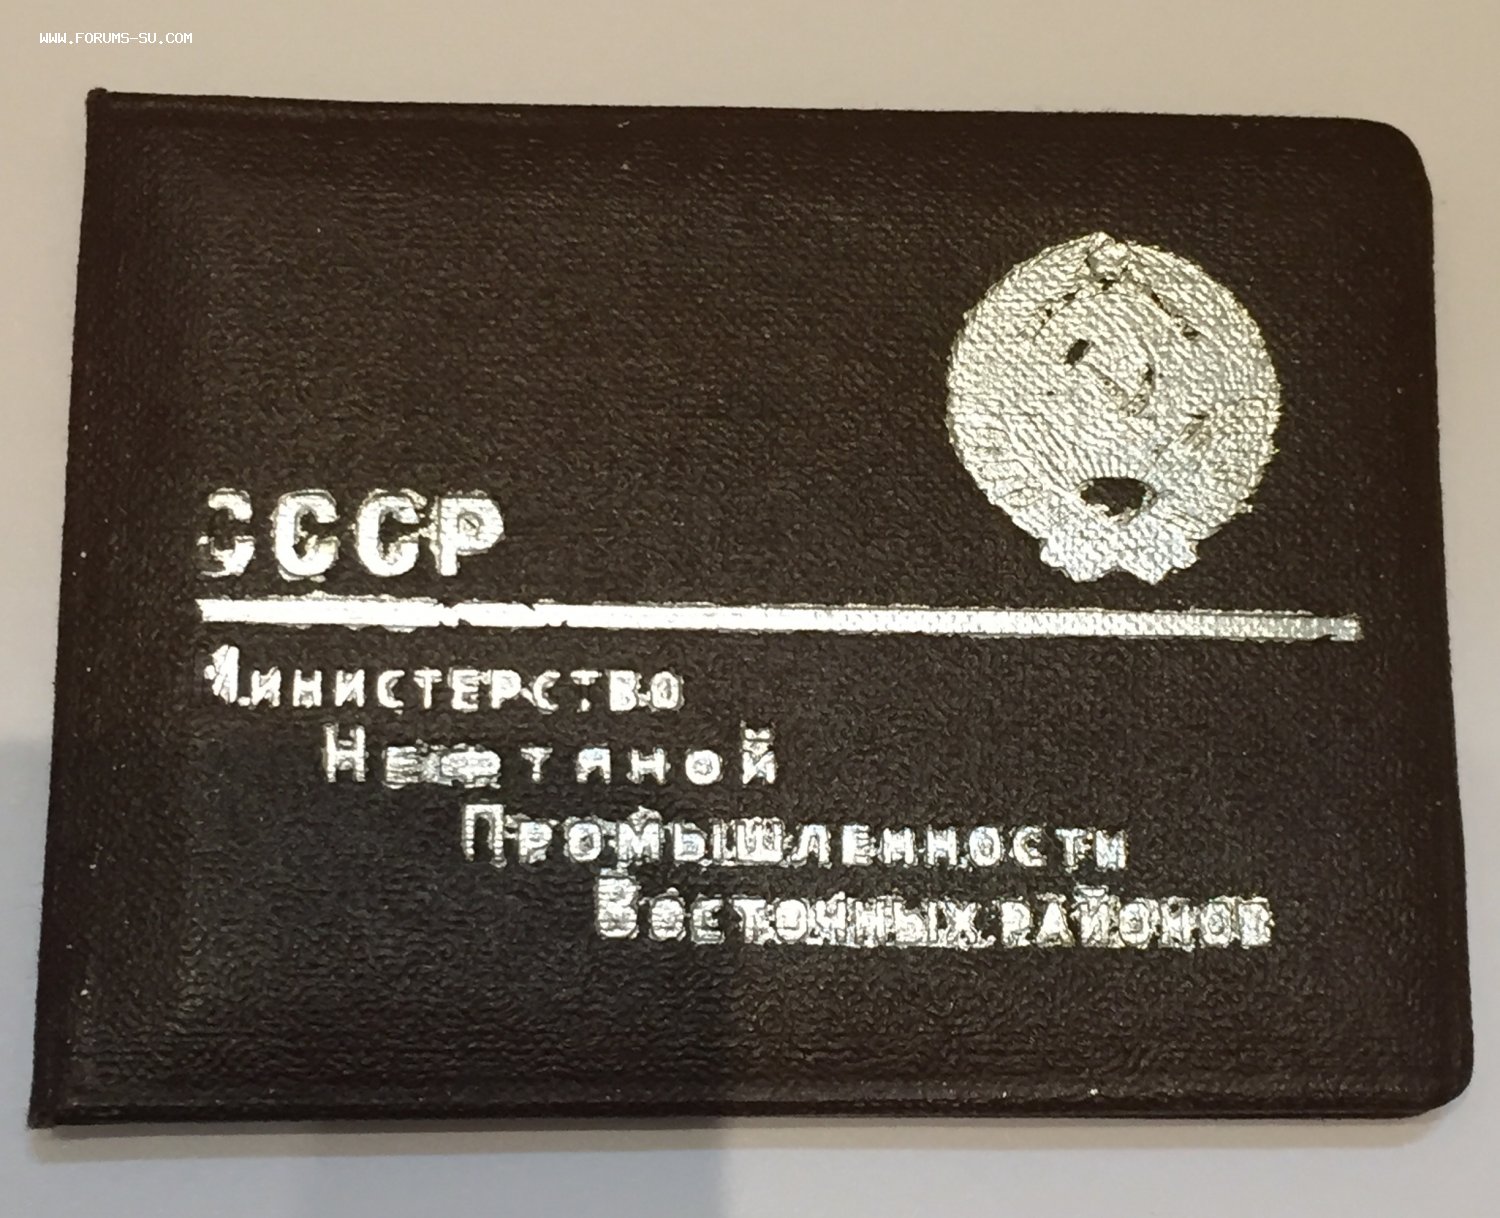 WWW.FORUMS-SU.COM
СССР
Министерство
Нефтяной
Промышленности
Восточных районов